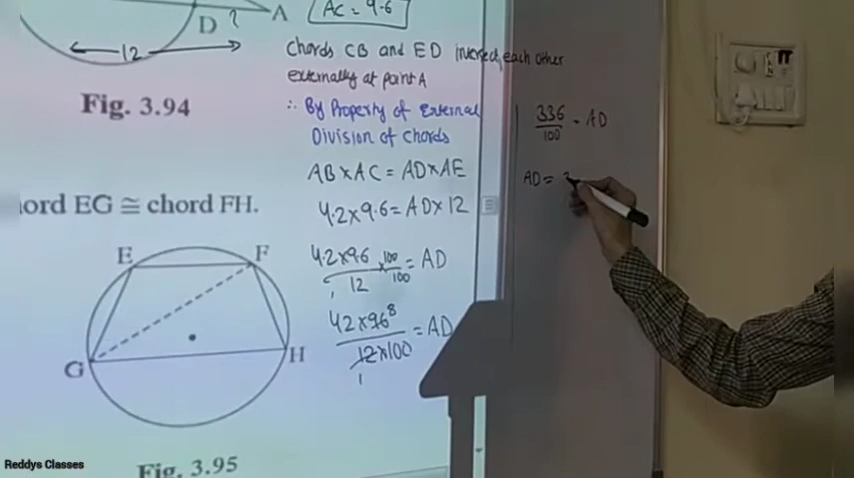 D ? A
12
AC = 9.6
Fig. 3.94
Chords CB and ED intersect each other
externally at point A
∴ By Property of External
Division of Chords
AB×AC = AD×AE
4.2×9.6 = AD×12
4.2×9.6/12 × 100/100 = AD
42×96 8/12×100 = AD
1
336/100 = AD
AD = 3
ord EG ≅ chord FH.
E F
G H
Fig. 3.95
Reddys Classes